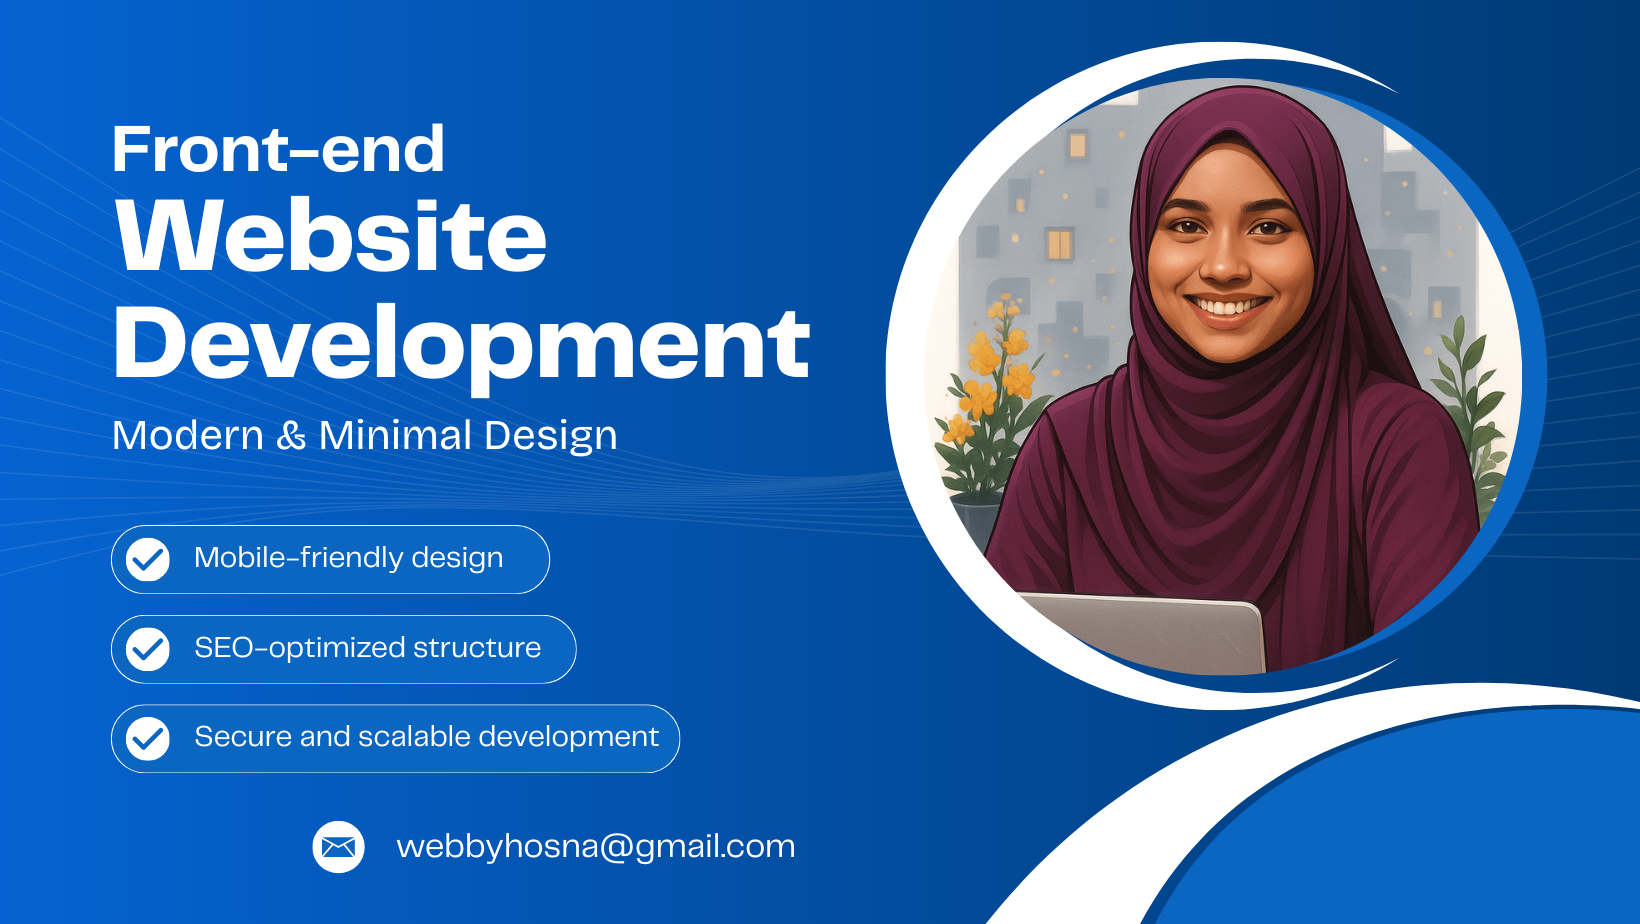 Front-end
Website
Development
Modern & Minimal Design
Mobile-friendly design
SEO-optimized structure
Secure and scalable development
webbyhosna@gmail.com